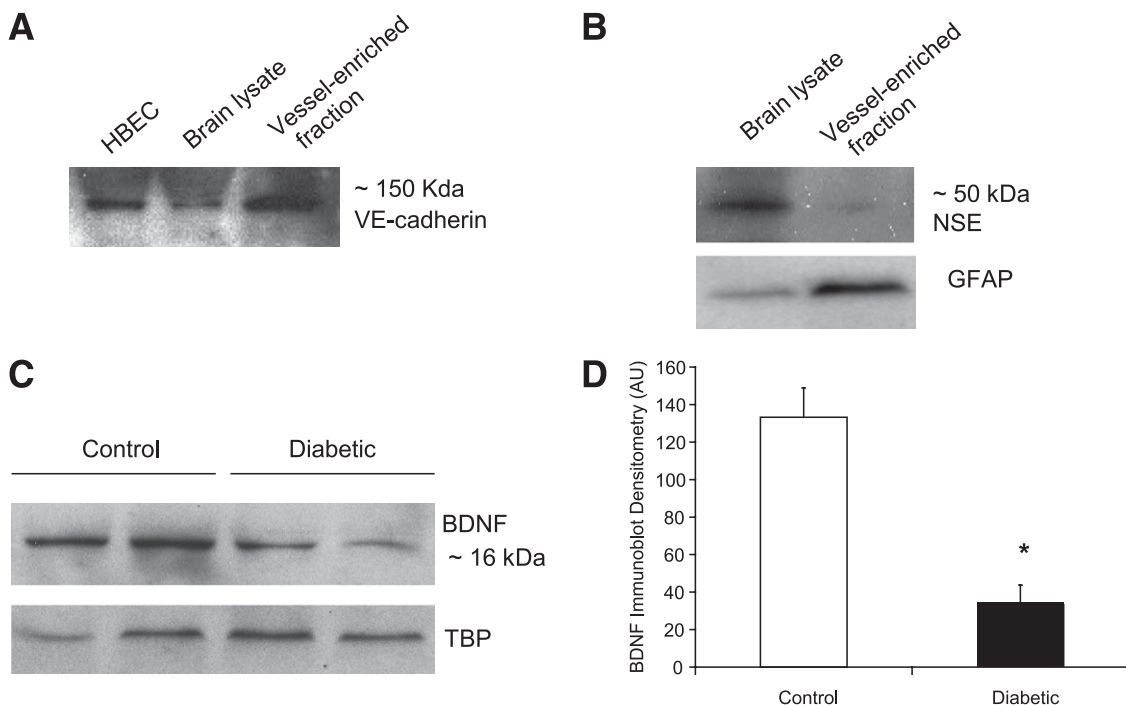 A
HBEC
Brain lysate
Vessel-enriched
fraction
~ 150 Kda
VE-cadherin
B
Brain lysate
Vessel-enriched
fraction
~ 50 kDa
NSE
GFAP
C
Control
Diabetic
BDNF
~ 16 kDa
TBP
D
BDNF Immunoblot Densitometry (AU)
160
140
120
100
80
60
40
20
0
*
Control
Diabetic